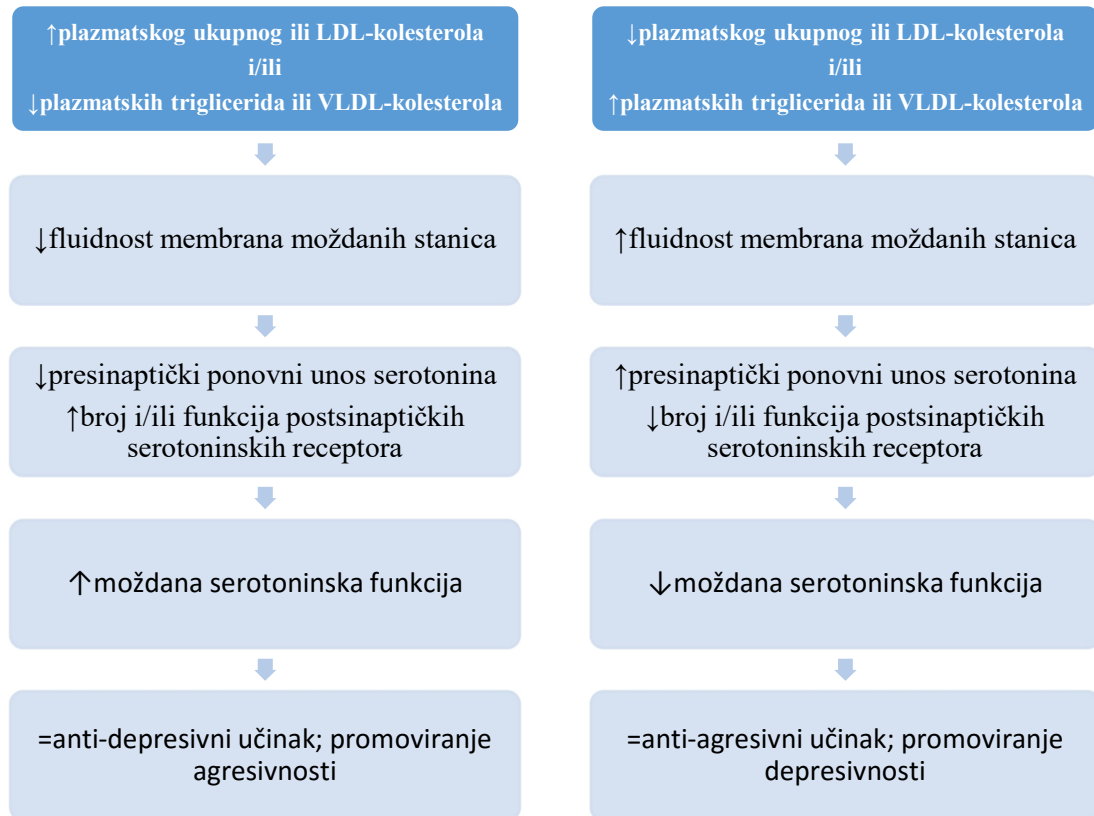 ↑plazmatskog ukupnog ili LDL-kolesterola
i/ili
↓plazmatskih triglicerida ili VLDL-kolesterola
↓fluidnost membrana moždanih stanica
↓presinaptički ponovni unos serotonina
↑broj i/ili funkcija postsinaptičkih
serotoninskih receptora
↑moždana serotoninska funkcija
=anti-depresivni učinak; promoviranje
agresivnosti
↓plazmatskog ukupnog ili LDL-kolesterola
i/ili
↑plazmatskih triglicerida ili VLDL-kolesterola
↑fluidnost membrana moždanih stanica
↑presinaptički ponovni unos serotonina
↓broj i/ili funkcija postsinaptičkih
serotoninskih receptora
↓moždana serotoninska funkcija
=anti-agresivni učinak; promoviranje
depresivnosti